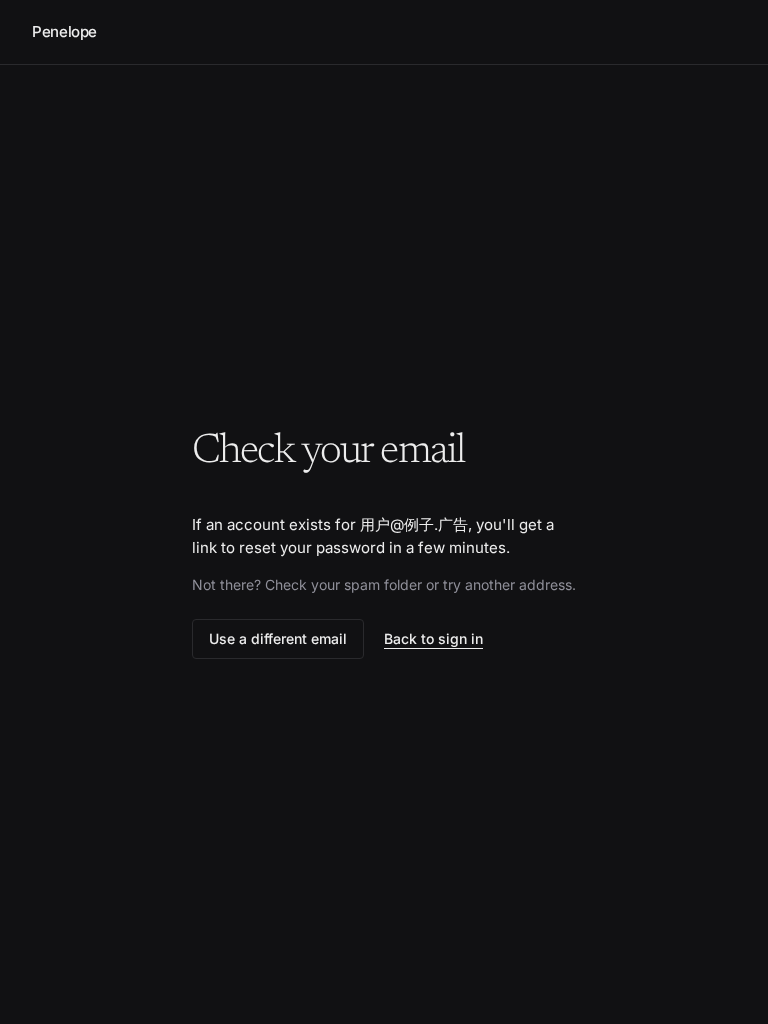 Penelope
Check your email
If an account exists for 用户@例子.广告, you'll get a
link to reset your password in a few minutes.
Not there? Check your spam folder or try another address.
Use a different email
Back to sign in